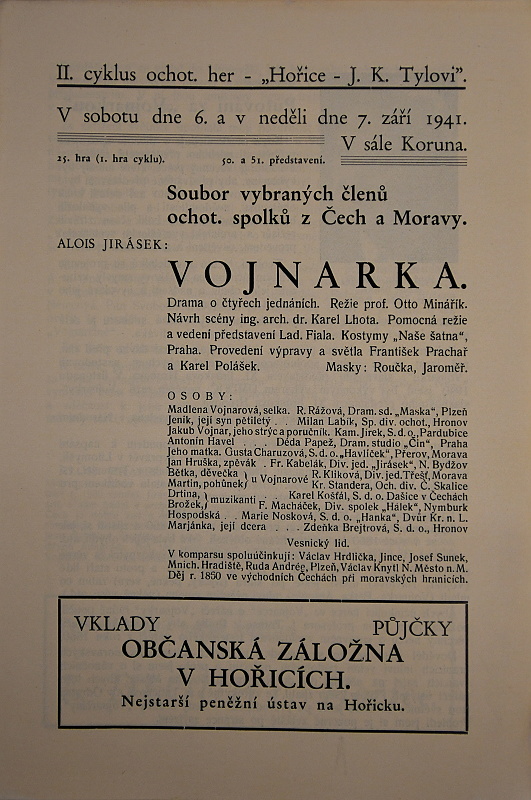 II. cyklus ochot. her - „Hořice - J. K. Tylovi”.
V sobotu dne 6. a v neděli dne 7. září 1941.
V sále Koruna.
25. hra (1. hra cyklu). 50. a 51. představení.
Soubor vybraných členů
ochot. spolků z Čech a Moravy.
ALOIS JIRÁSEK:
VOJNARKA.
Drama o čtyřech jednáních. Režie prof. Otto Minářík.
Návrh scény ing. arch. dr. Karel Lhota. Pomocná režie
a vedení představení Lad. Fiala. Kostymy „Naše šatna“,
Praha. Provedení výpravy a světla František Prachař
a Karel Polášek. Masky: Roučka, Jaroměř.
OSOBY:
Madlena Vojnarová, selka. R. Rážová, Dram. sd. „Maska“, Plzeň
Jeník, její syn pětiletý . . Milan Labík, Sp. div. ochot., Hronov
Jakub Vojnar, jeho strýc a poručník. Kam. Jírek, S. d. o., Pardubice
Antonín Havel . . . Déda Papež, Dram. studio „Čin“, Praha
Jeho matka. Gusta Charuzová, S. d. o. „Havlíček“, Přerov, Morava
Jan Hruška, zpěvák . Fr. Kabelák, Div. jed. „Jirásek“, N. Bydžov
Bětka, děvečka } u Vojnarové R. Kliková, Div. jed. Třešť, Morava
Martin, pohůnek } Kr. Standera, Och. div. Č. Skalice
Drtina, } muzikanti . . Karel Košťál, S. d. o. Dašice v Čechách
Brožek, } F. Macháček, Div. spolek „Hálek“, Nymburk
Hospodská . . Marie Nosková, S. d. o. „Hanka“, Dvůr Kr. n. L.
Marjánka, její dcera . . . Zdeňka Brejtrová, S. d. o., Hronov
Vesnický lid.
V komparsu spoluúčinkují: Václav Hrdlička, Jince, Josef Sunek,
Mnich. Hradiště, Ruda Andrée, Plzeň, Václav Knytl N. Město n. M.
Děj r. 1850 ve východních Čechách při moravských hranicích.
VKLADY PŮJČKY
OBČANSKÁ ZÁLOŽNA
V HOŘICÍCH.
Nejstarší peněžní ústav na Hořicku.